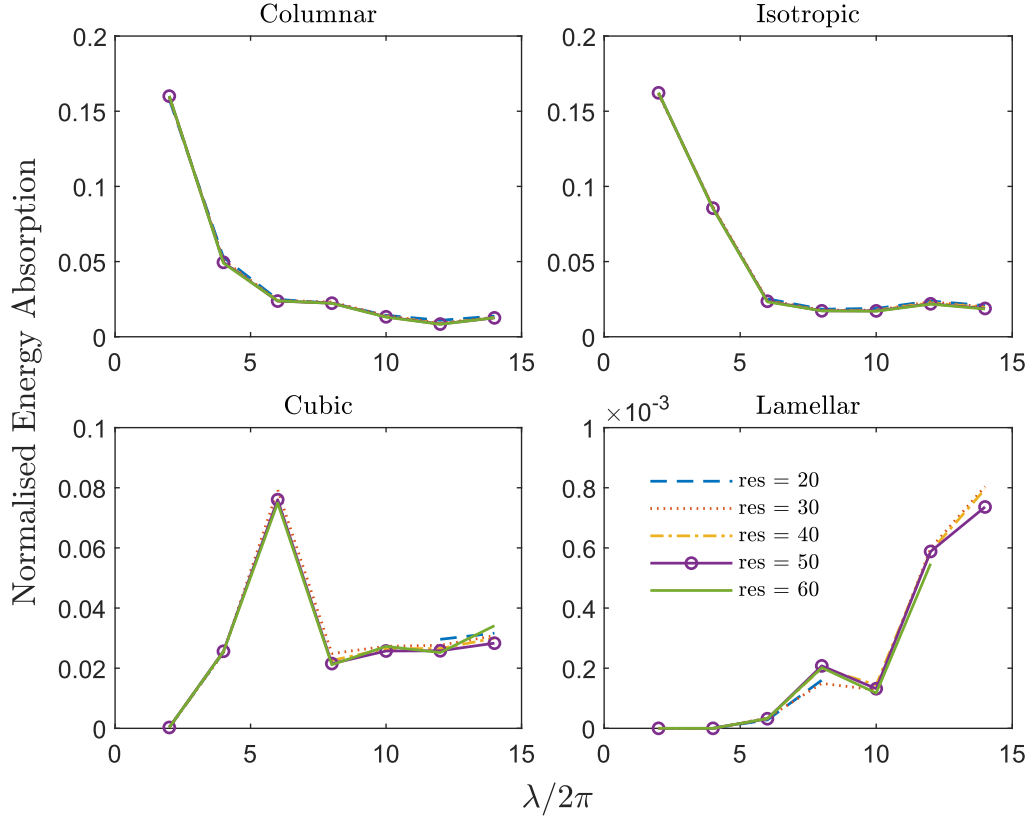 Columnar
Isotropic
0.2
0.15
0.1
0.05
0
0 5 10 15
0.2
0.15
0.1
0.05
0
0 5 10 15
Normalised Energy Absorption
Cubic
Lamellar
0.1
0.08
0.06
0.04
0.02
0
0 5 10 15
×10⁻³
1
0.8
0.6
0.4
0.2
0
0 5 10 15
res = 20
res = 30
res = 40
res = 50
res = 60
λ/2π